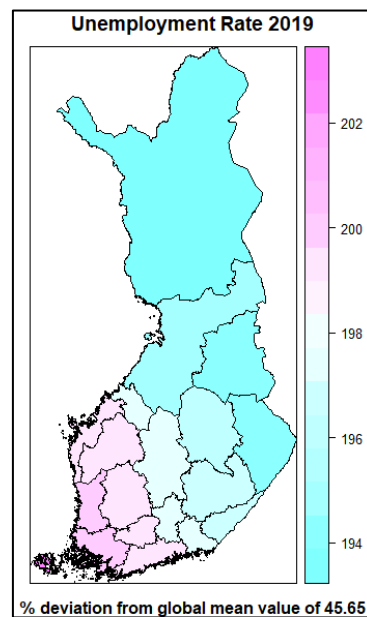 Unemployment Rate 2019
202
200
198
196
194
% deviation from global mean value of 45.65